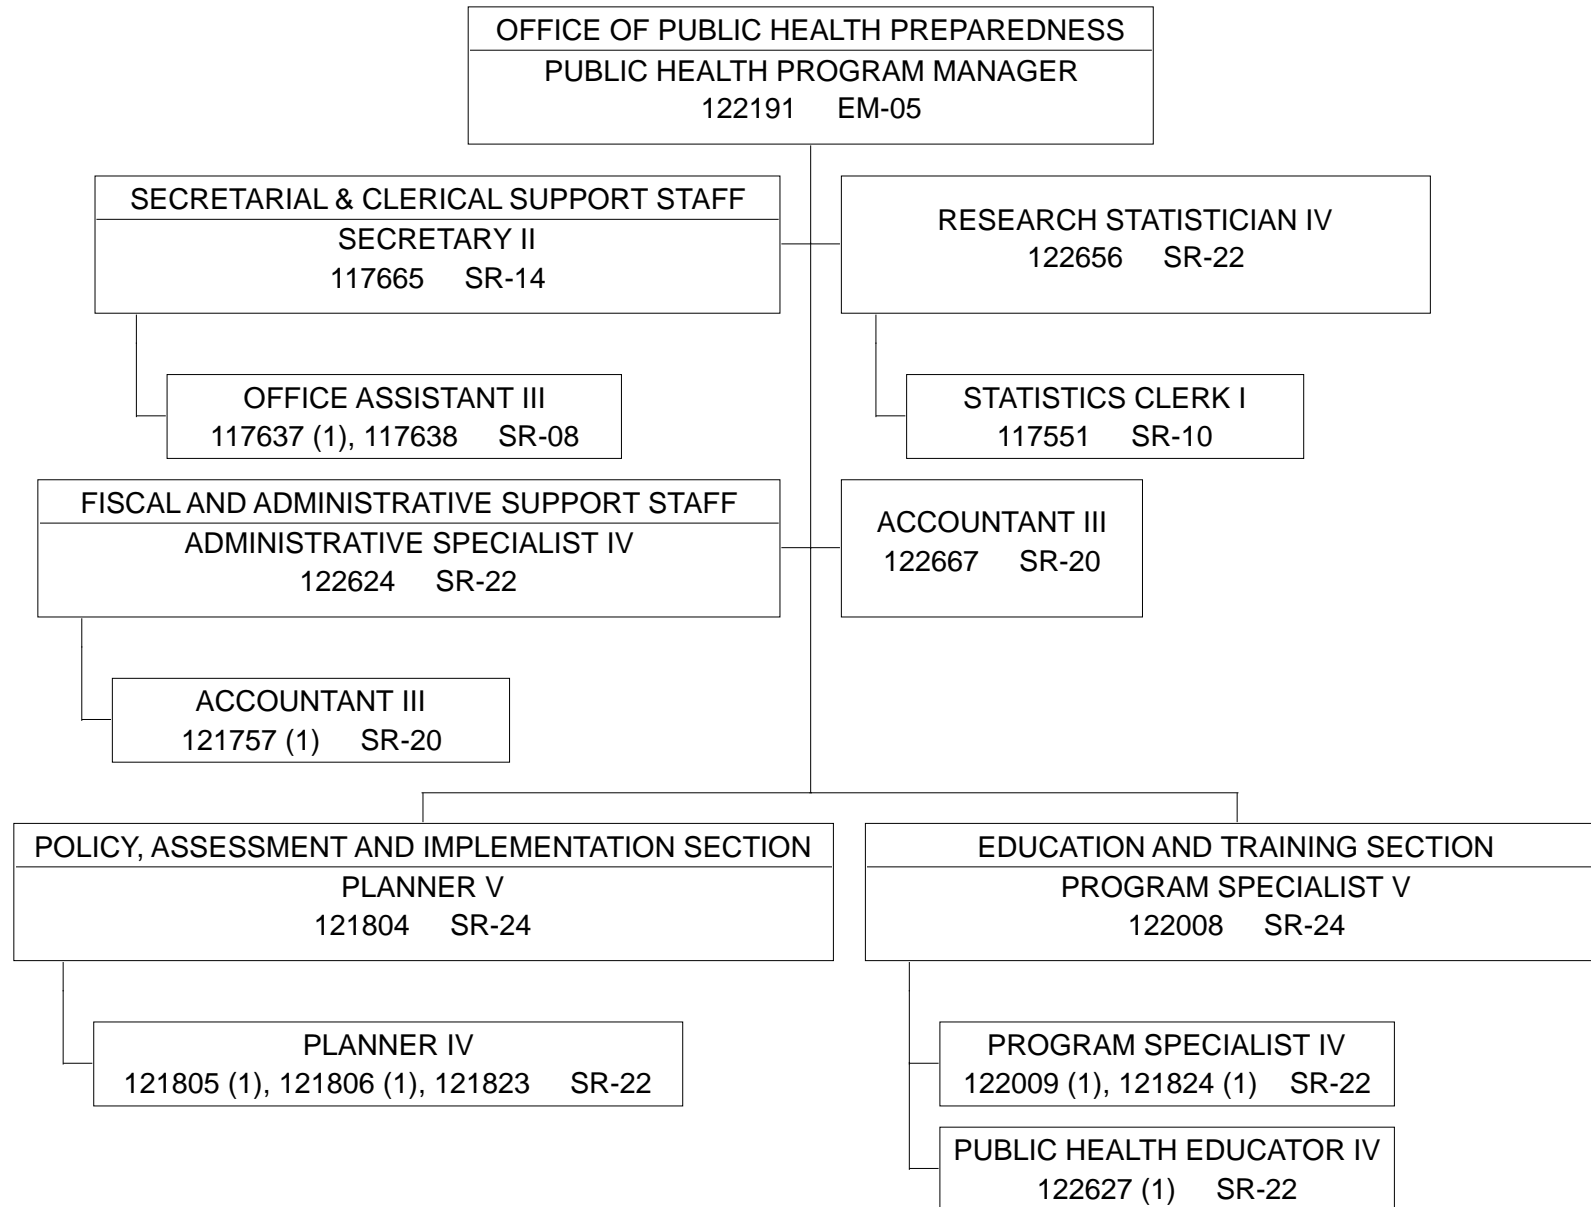 OFFICE OF PUBLIC HEALTH PREPAREDNESS
PUBLIC HEALTH PROGRAM MANAGER
122191 EM-05
SECRETARIAL & CLERICAL SUPPORT STAFF
SECRETARY II
117665 SR-14
RESEARCH STATISTICIAN IV
122656 SR-22
OFFICE ASSISTANT III
117637 (1), 117638 SR-08
STATISTICS CLERK I
117551 SR-10
FISCAL AND ADMINISTRATIVE SUPPORT STAFF
ADMINISTRATIVE SPECIALIST IV
122624 SR-22
ACCOUNTANT III
122667 SR-20
ACCOUNTANT III
121757 (1) SR-20
POLICY, ASSESSMENT AND IMPLEMENTATION SECTION
PLANNER V
121804 SR-24
EDUCATION AND TRAINING SECTION
PROGRAM SPECIALIST V
122008 SR-24
PLANNER IV
121805 (1), 121806 (1), 121823 SR-22
PROGRAM SPECIALIST IV
122009 (1), 121824 (1) SR-22
PUBLIC HEALTH EDUCATOR IV
122627 (1) SR-22